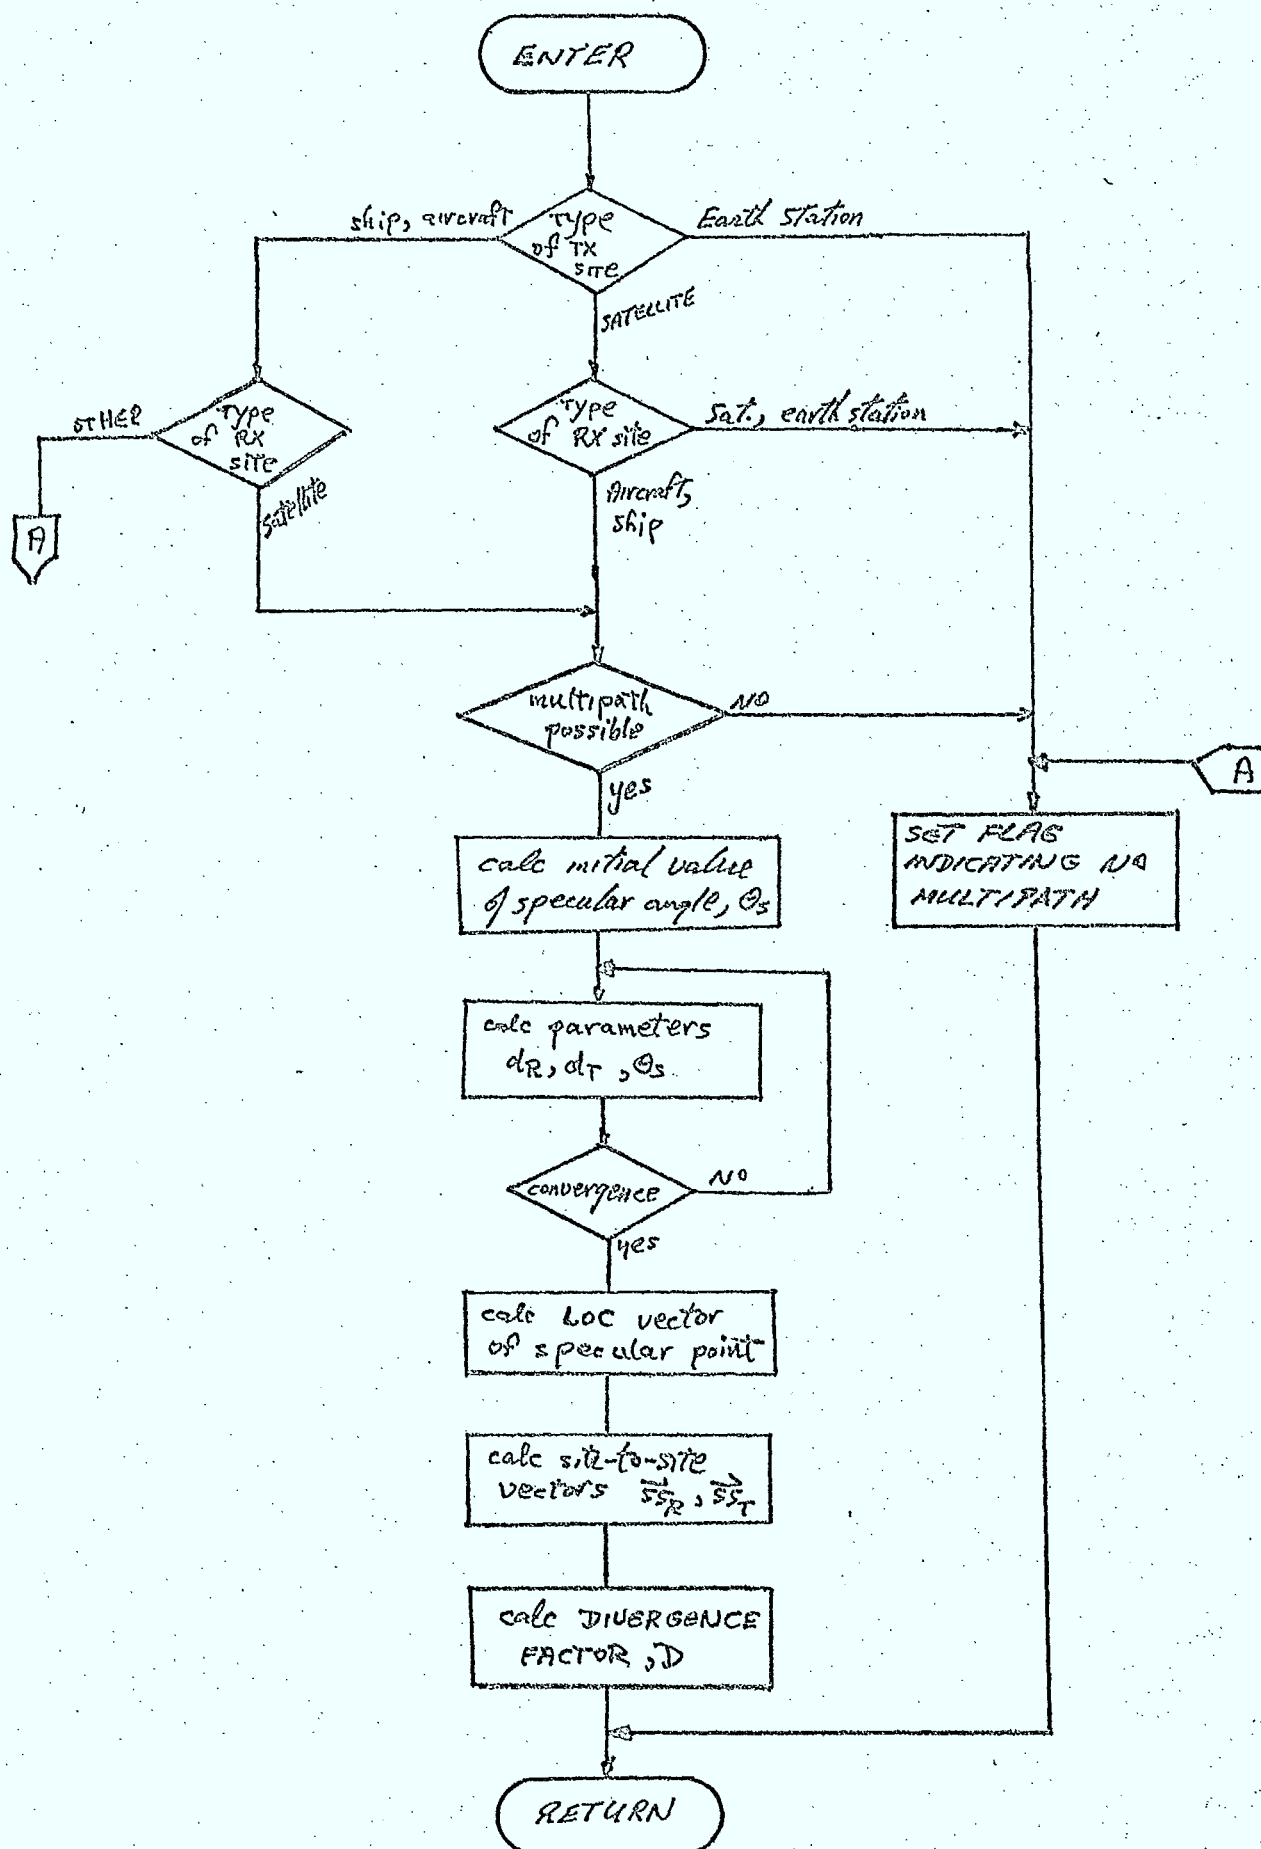 ENTER
ship, aircraft
Type
of TX
site
Earth Station
SATELLITE
OTHER
Type
of RX
site
Type
of RX site
Sat., earth station
Satellite
Aircraft,
ship
A
multipath
possible
NO
yes
A
calc initial value
of specular angle, θs
SET FLAG
INDICATING NO
MULTIPATH
calc parameters
dR, dT, θs
convergence
NO
yes
calc LOC vector
of specular point
calc site-to-site
vectors S⃗S⃗R, S⃗S⃗T
calc DIVERGENCE
FACTOR, D
RETURN